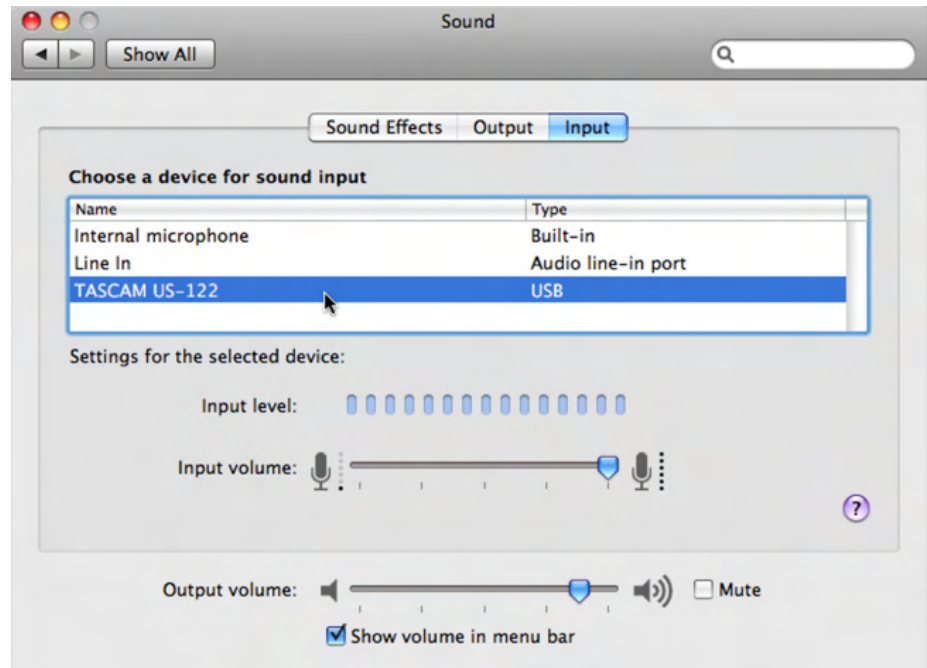 Sound
Show All
Sound Effects Output Input
Choose a device for sound input
Name Type
Internal microphone Built-in
Line In Audio line-in port
TASCAM US-122 USB
Settings for the selected device:
Input level:
Input volume:
?
Output volume: Mute
Show volume in menu bar